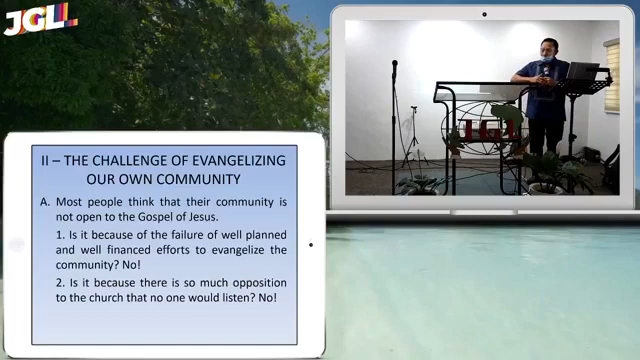 JGLL
II – THE CHALLENGE OF EVANGELIZING
OUR OWN COMMUNITY
A. Most people think that their community is
not open to the Gospel of Jesus.
1. Is it because of the failure of well planned
and well financed efforts to evangelize the
community? No!
2. Is it because there is so much opposition
to the church that no one would listen? No!
JGL